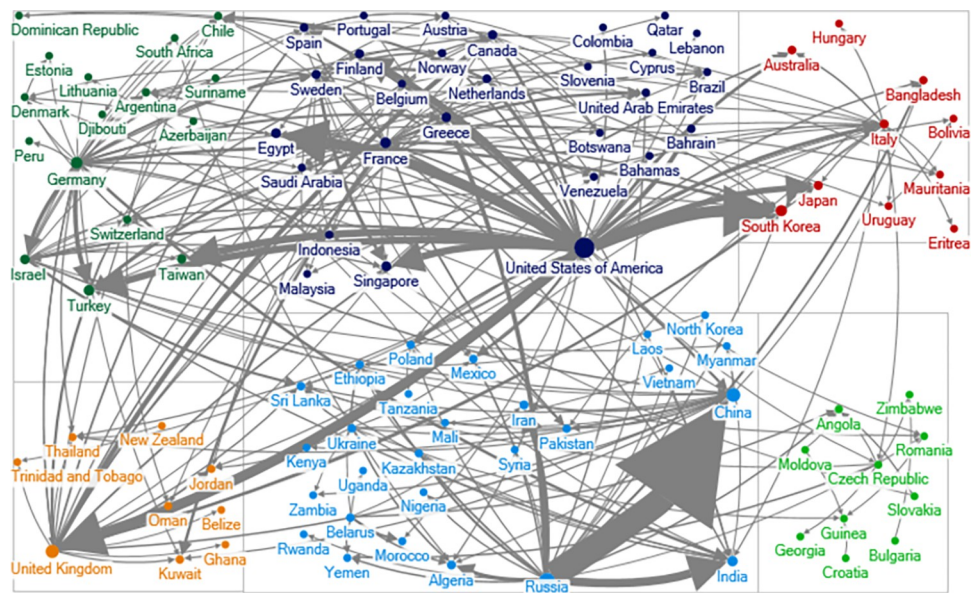 Dominican Republic
Chile
South Africa
Estonia
Lithuania
Suriname
Denmark
Argentina
Djibouti
Azerbaijan
Peru
Germany
Switzerland
Israel
Taiwan
Turkey
Portugal
Austria
Spain
Canada
Finland
Norway
Sweden
Belgium
Netherlands
Greece
Egypt
France
Saudi Arabia
Indonesia
Malaysia
Singapore
Qatar
Colombia
Lebanon
Slovenia
Cyprus
Brazil
United Arab Emirates
Botswana
Bahrain
Bahamas
Venezuela
United States of America
Hungary
Australia
Bangladesh
Italy
Bolivia
Mauritania
Japan
South Korea
Uruguay
Eritrea
Thailand
New Zealand
Trinidad and Tobago
Jordan
Oman
Belize
United Kingdom
Kuwait
Ghana
North Korea
Laos
Myanmar
Poland
Mexico
Ethiopia
Vietnam
Sri Lanka
Tanzania
China
Iran
Ukraine
Mali
Pakistan
Kenya
Kazakhstan
Syria
Uganda
Zambia
Nigeria
Belarus
Rwanda
Morocco
Yemen
Algeria
Russia
India
Zimbabwe
Angola
Romania
Moldova
Czech Republic
Slovakia
Guinea
Georgia
Bulgaria
Croatia